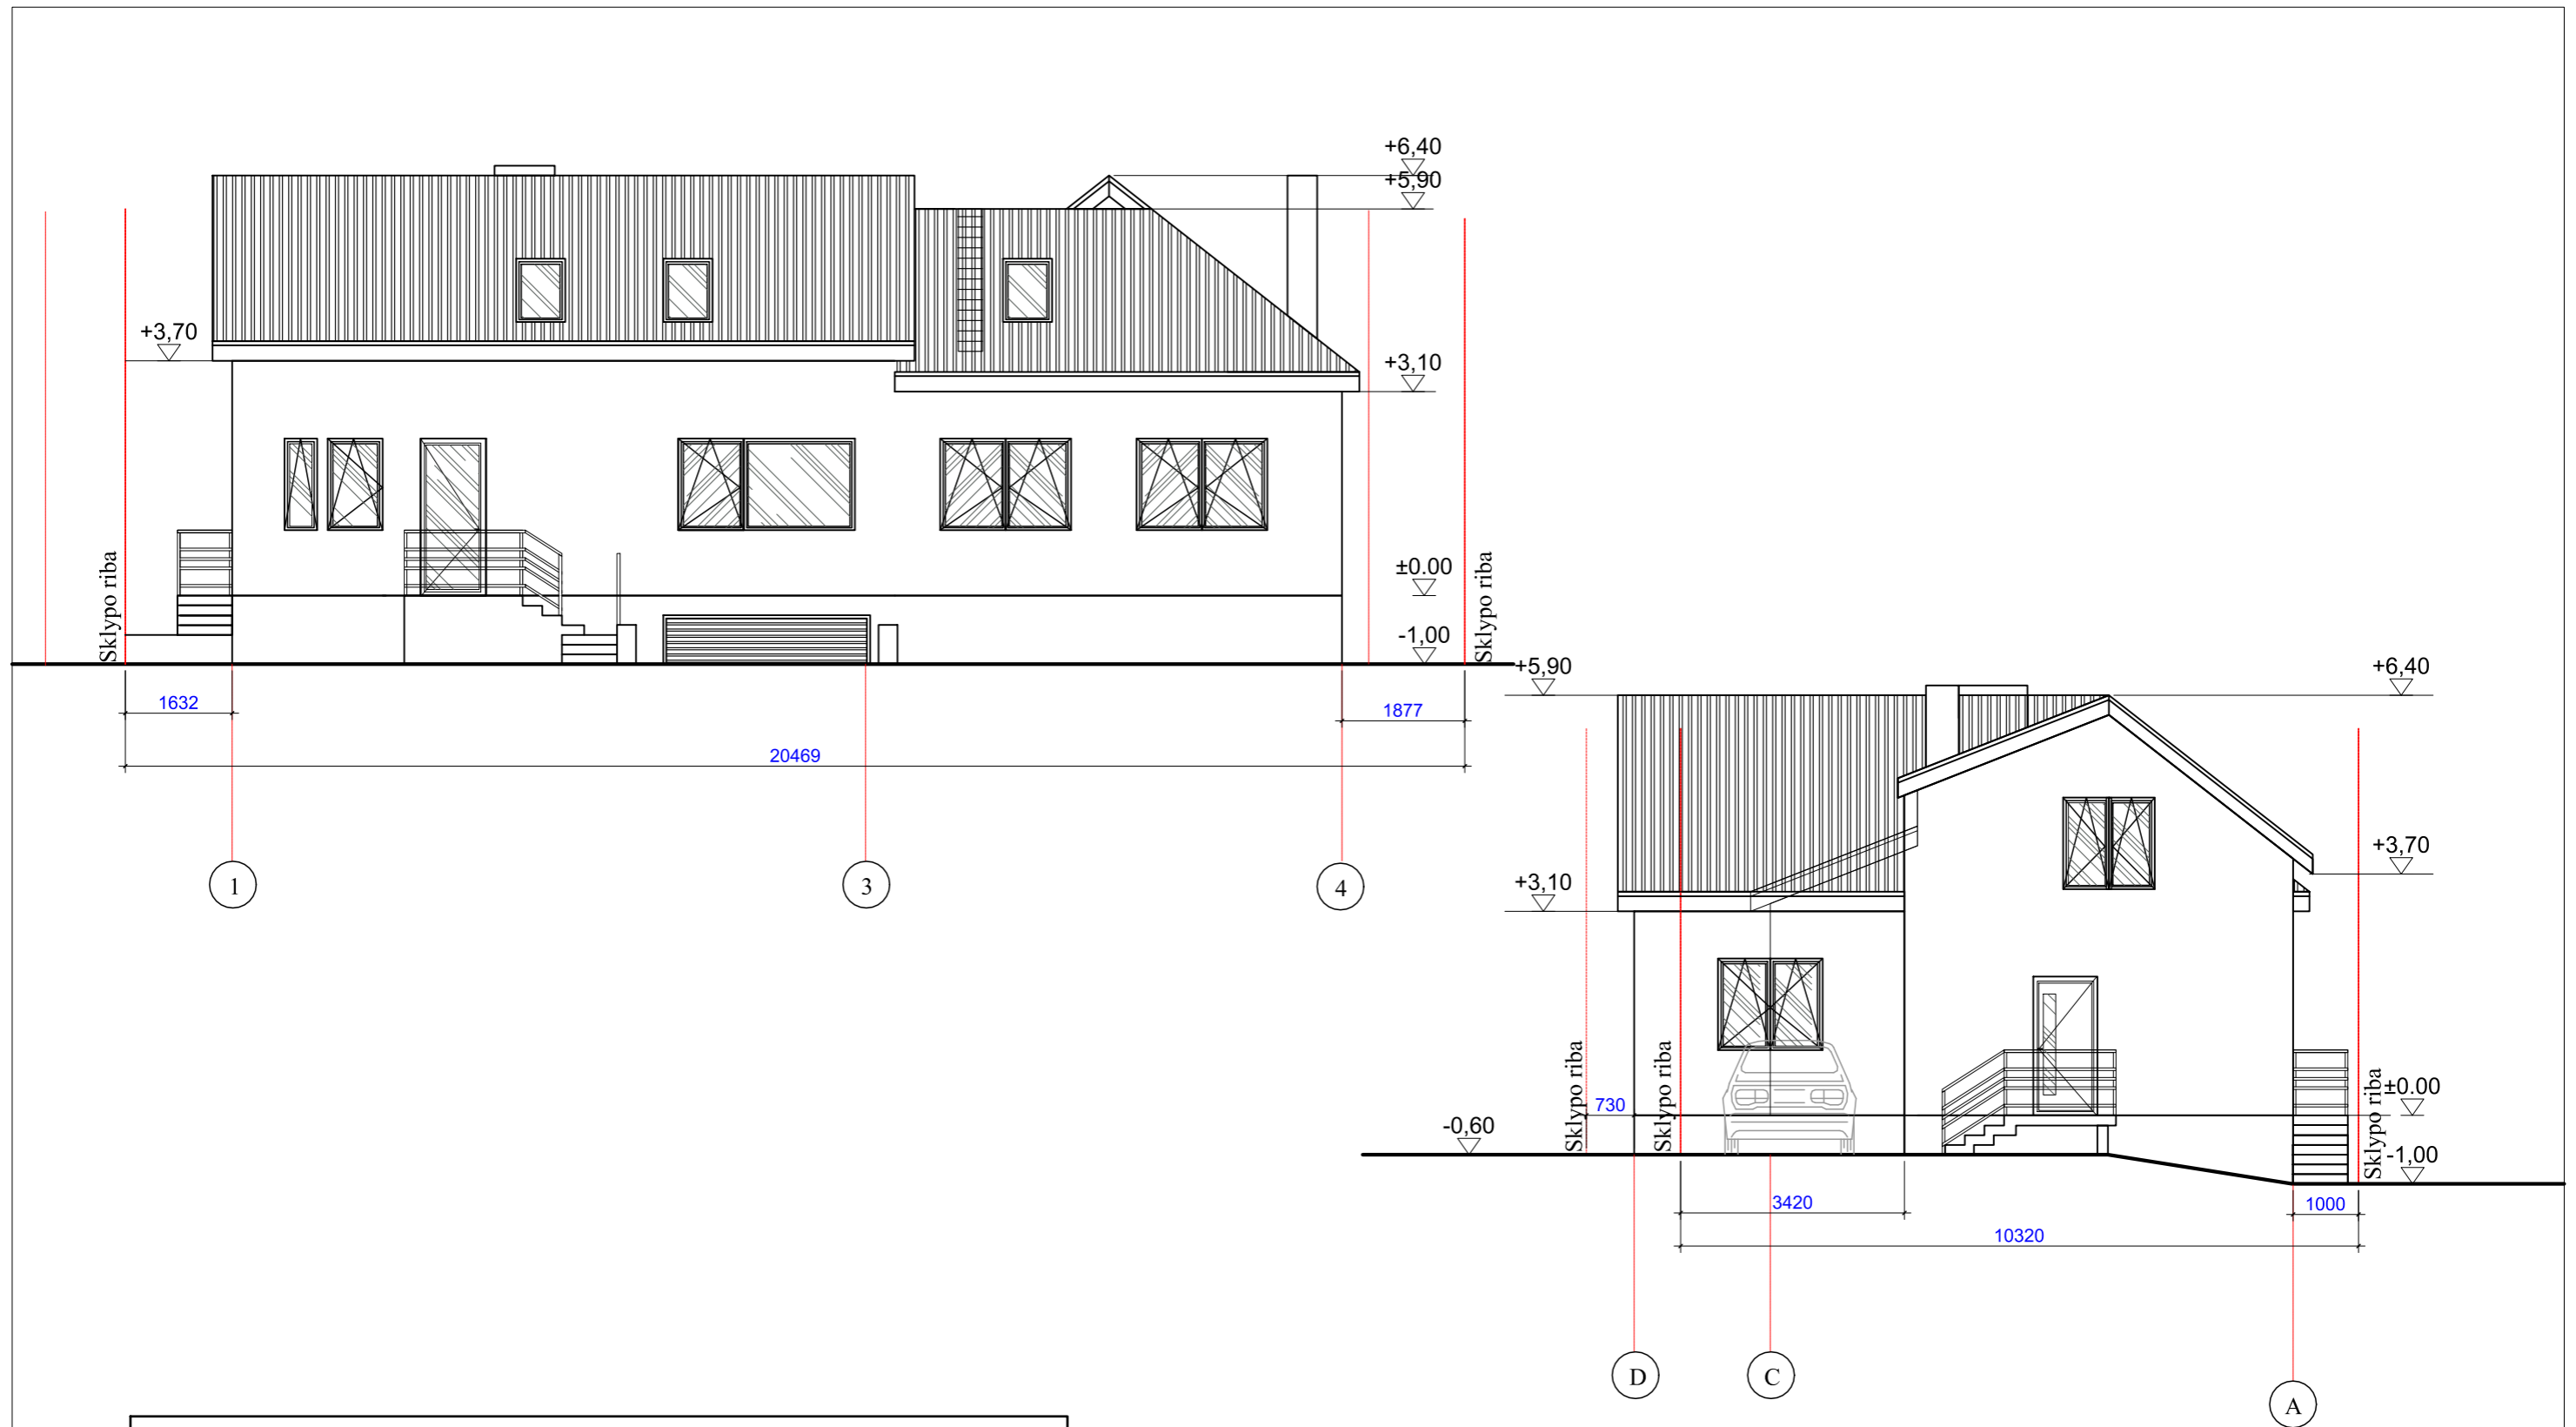 +6,40
+5,90
+3,70
+3,10
±0.00
-1,00
Sklypo riba
Sklypo riba
1632
1877
20469
1
3
4
+5,90
+6,40
+3,70
+3,10
Sklypo riba
Sklypo riba
Sklypo riba
±0.00
730
-0,60
-1,00
3420
1000
10320
D
C
A